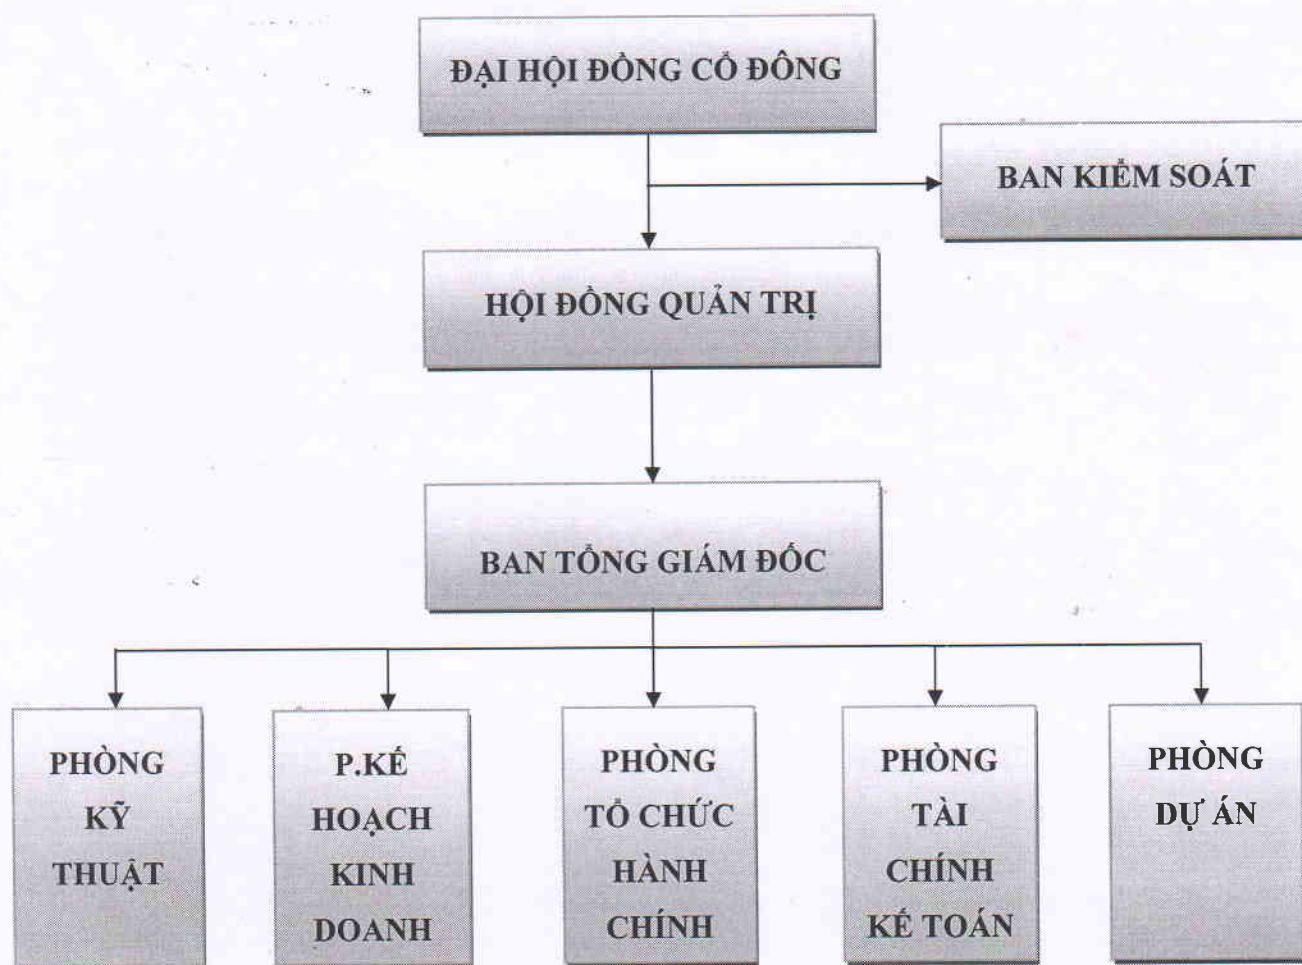 ĐẠI HỘI ĐỒNG CỔ ĐÔNG
BAN KIỂM SOÁT
HỘI ĐỒNG QUẢN TRỊ
BAN TỔNG GIÁM ĐỐC
PHÒNG
KỸ
THUẬT
P.KẾ
HOẠCH
KINH
DOANH
PHÒNG
TỔ CHỨC
HÀNH
CHÍNH
PHÒNG
TÀI
CHÍNH
KẾ TOÁN
PHÒNG
DỰ ÁN